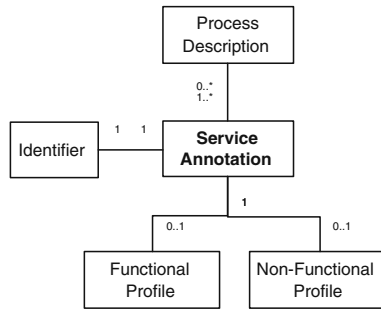 Process
Description
0..*
1..*
Identifier
1 1
Service
Annotation
1
0..1
0..1
Functional
Profile
Non-Functional
Profile